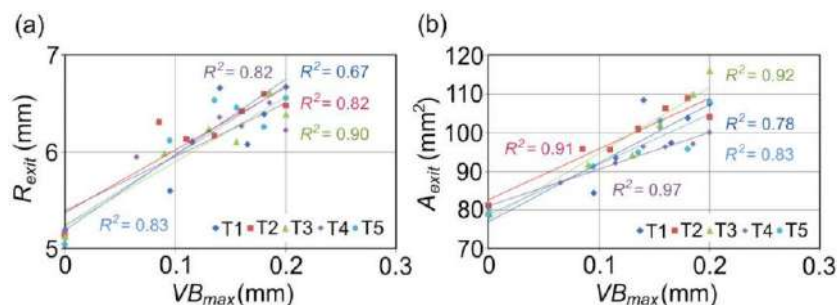 (a)
7
6
5
R_exit (mm)
R² = 0.82
R² = 0.67
R² = 0.82
R² = 0.90
R² = 0.83
T1 T2 T3 T4 T5
0 0.1 0.2 0.3
VB_max (mm)
(b)
120
110
100
90
80
70
A_exit (mm²)
R² = 0.92
R² = 0.78
R² = 0.91
R² = 0.83
R² = 0.97
T1 T2 T3 T4 T5
0 0.1 0.2 0.3
VB_max (mm)